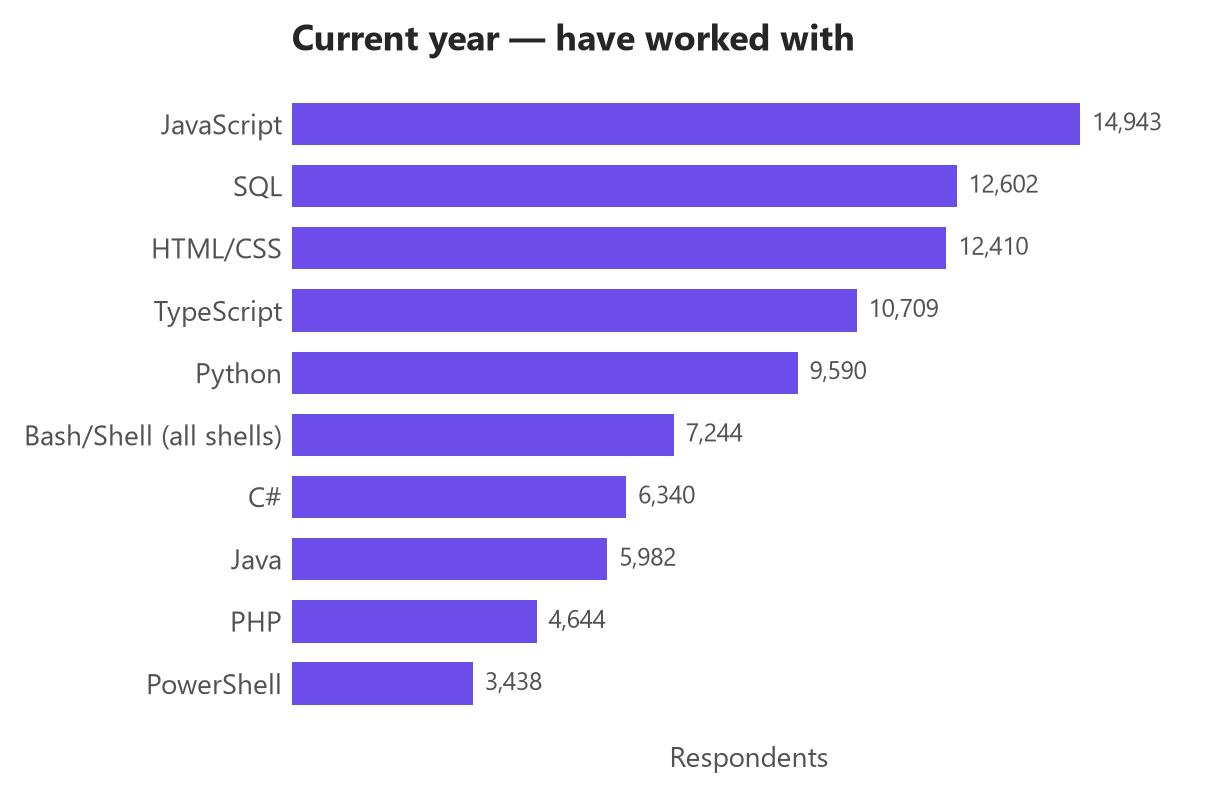 Current year — have worked with
JavaScript 14,943
SQL 12,602
HTML/CSS 12,410
TypeScript 10,709
Python 9,590
Bash/Shell (all shells) 7,244
C# 6,340
Java 5,982
PHP 4,644
PowerShell 3,438
Respondents